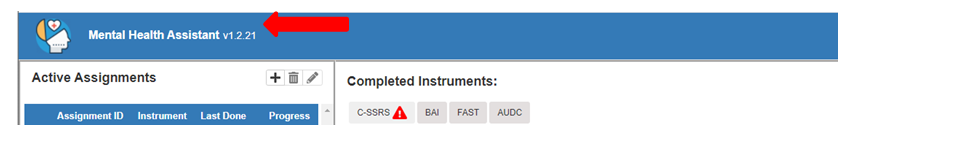 Mental Health Assistant v1.2.21
Active Assignments
Assignment ID Instrument Last Done Progress
Completed Instruments:
C-SSRS BAI FAST AUDC